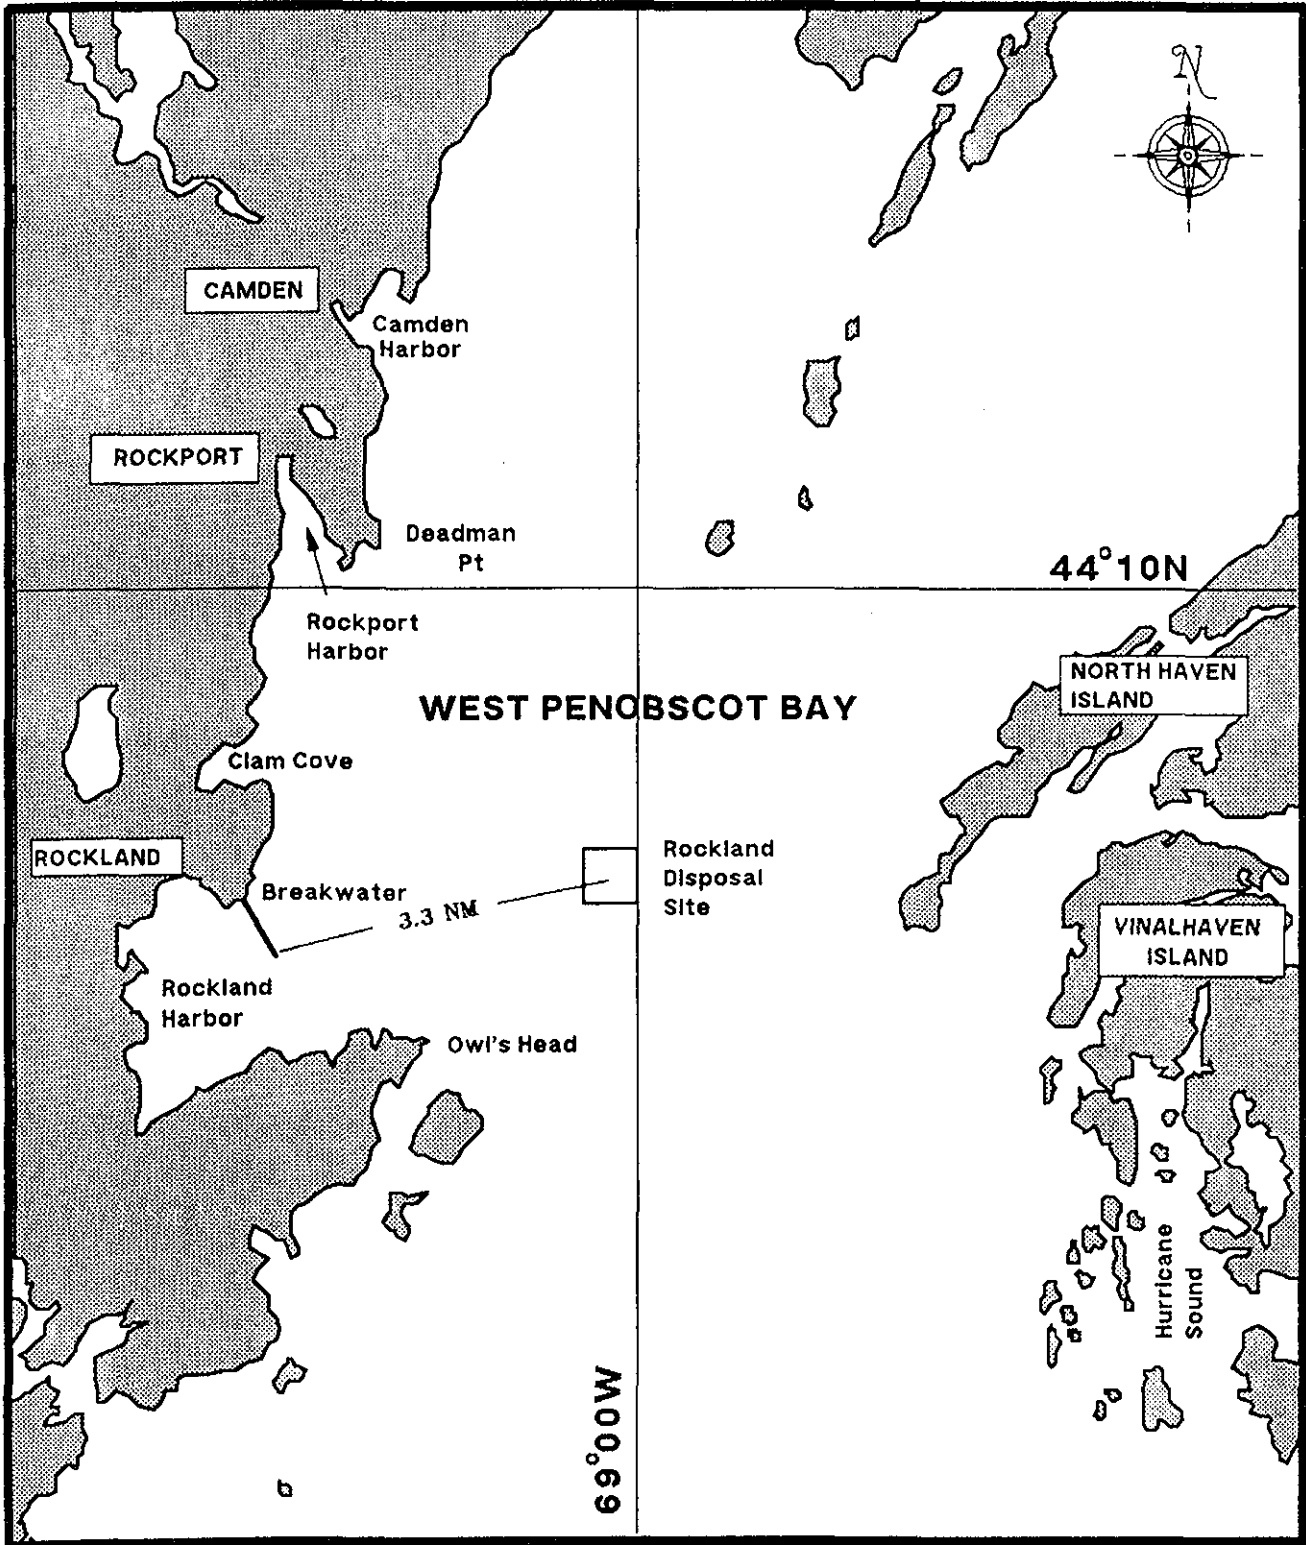 N
CAMDEN
Camden
Harbor
ROCKPORT
Deadman
Pt
44°10N
Rockport
Harbor
NORTH HAVEN
ISLAND
WEST PENOBSCOT BAY
Clam Cove
ROCKLAND
Rockland
Disposal
Site
Breakwater
3.3 NM
VINALHAVEN
ISLAND
Rockland
Harbor
Owl's Head
Hurricane
Sound
69°00W